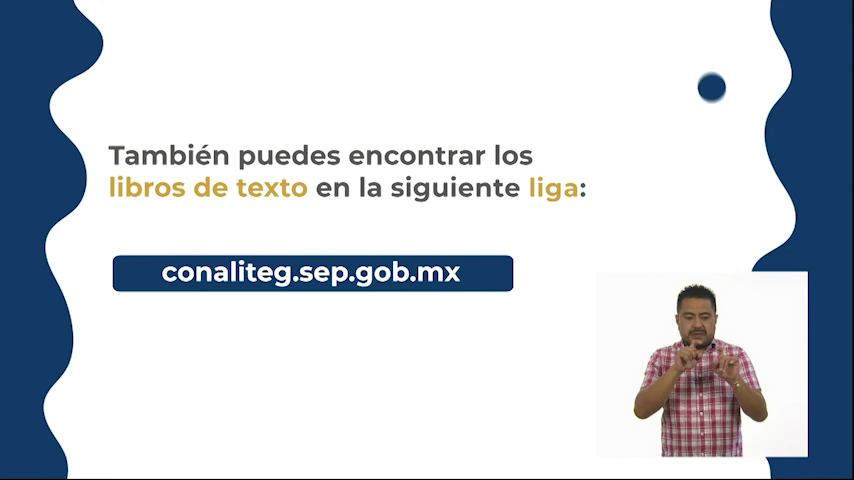 También puedes encontrar los
libros de texto en la siguiente liga:
conaliteg.sep.gob.mx